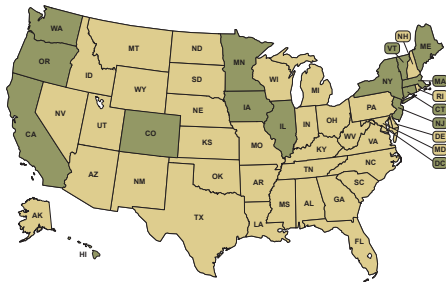 WA
MT
ND
MN
ME
NH
VT
OR
ID
SD
WI
MI
NY
MA
RI
CT
NJ
DE
MD
DC
WY
IA
NE
PA
NV
UT
CO
IL
IN
OH
CA
KS
MO
KY
WV
VA
NC
TN
AZ
NM
OK
AR
SC
MS
AL
GA
TX
LA
FL
AK
HI